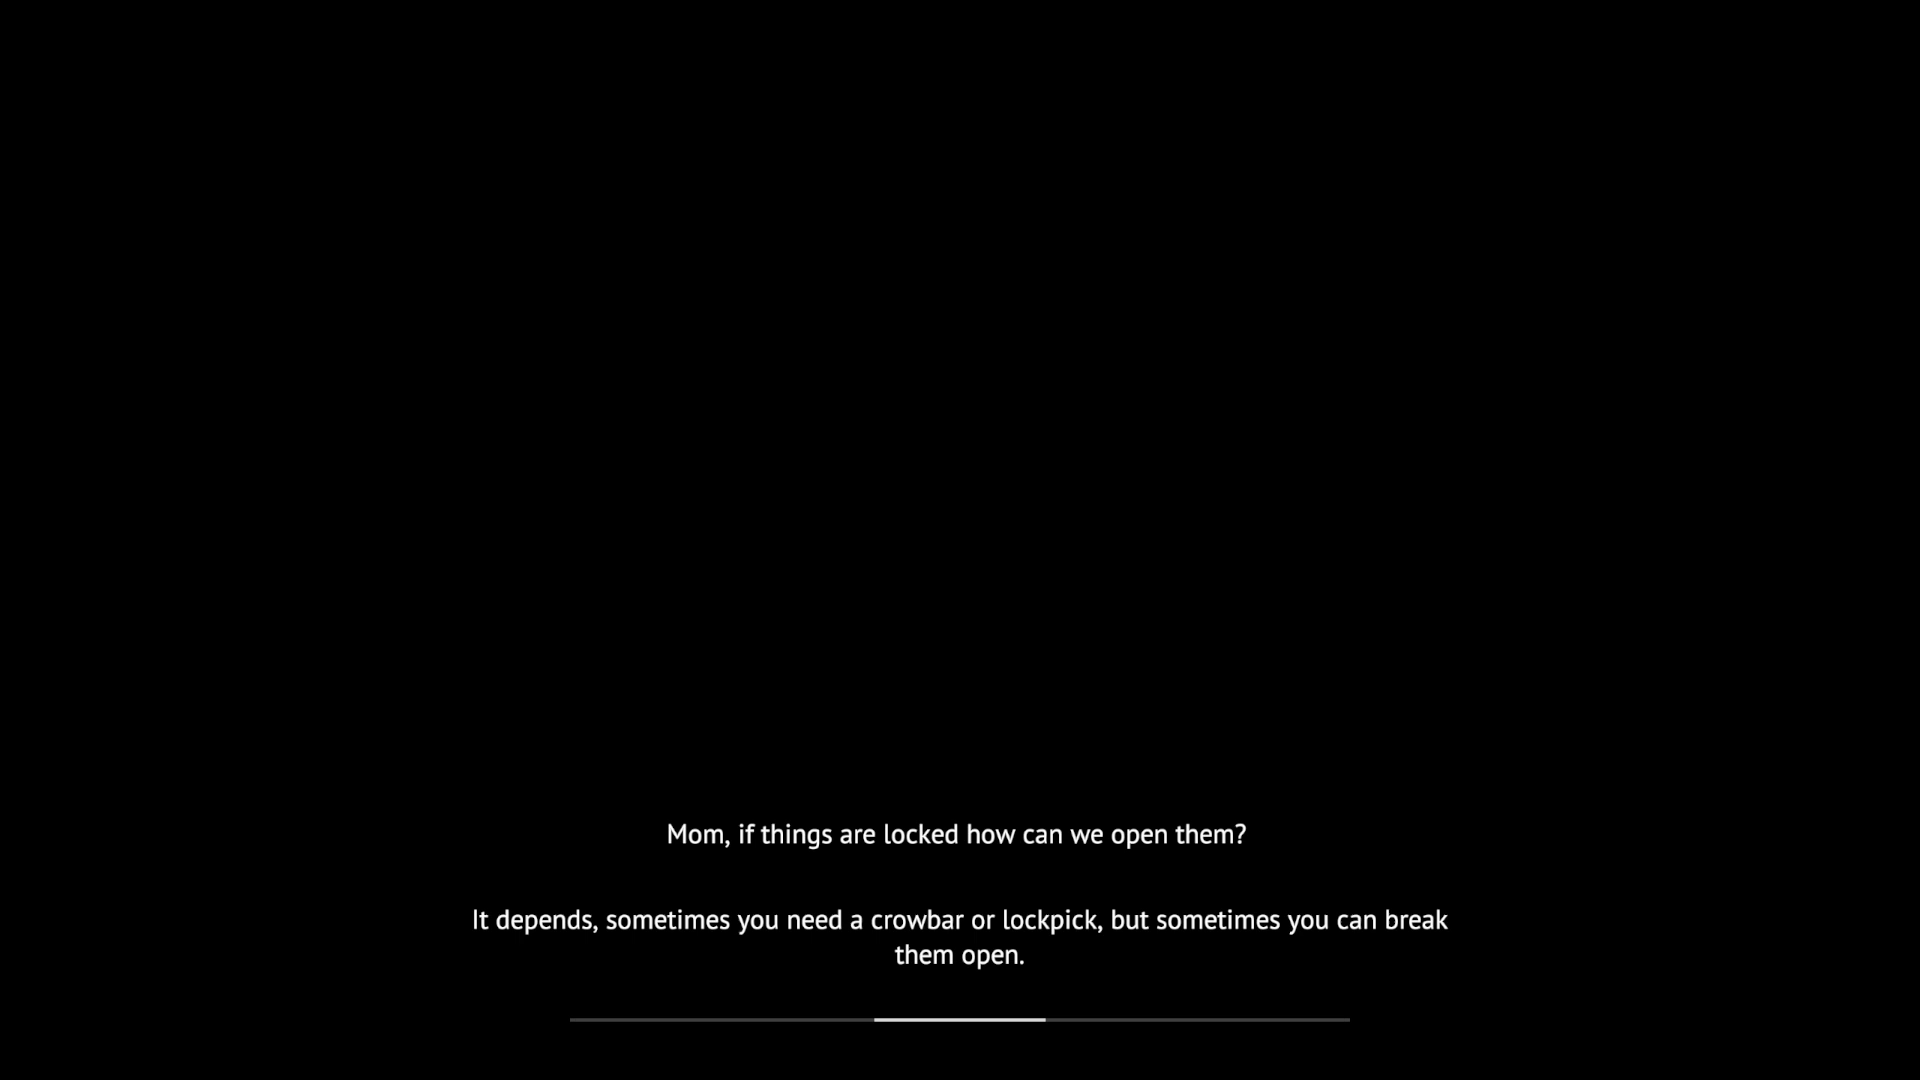 Mom, if things are locked how can we open them?
It depends, sometimes you need a crowbar or lockpick, but sometimes you can break
them open.